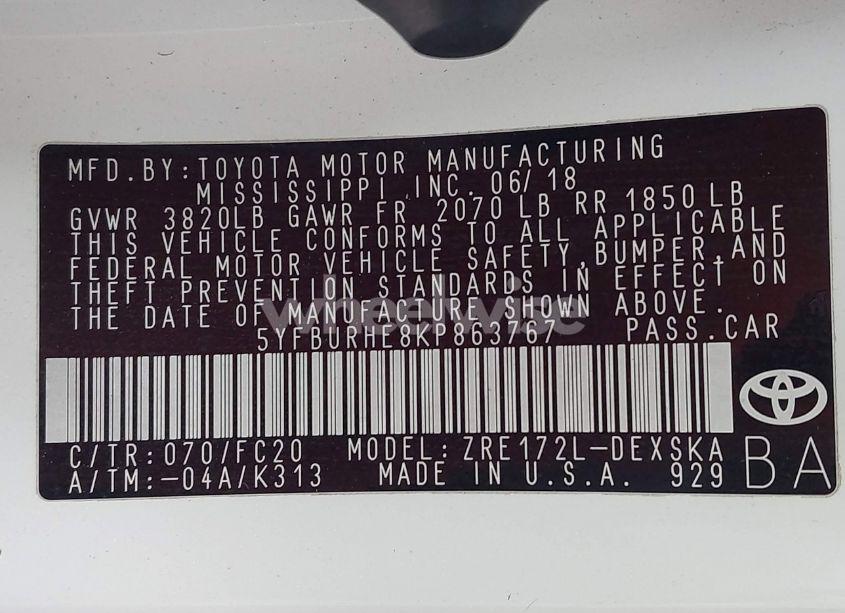 MFD. BY: TOYOTA MOTOR MANUFACTURING
MISSISSIPPI, INC. 06/18
GVWR 3820LB GAWR FR 2070 LB RR 1850 LB
THIS VEHICLE CONFORMS TO ALL APPLICABLE
FEDERAL MOTOR VEHICLE SAFETY, BUMPER, AND
THEFT PREVENTION STANDARDS IN EFFECT ON
THE DATE OF MANUFACTURE SHOWN ABOVE.
wheelwise
5YFBURHE8KP863767 PASS.CAR
C/TR: 070/FC20 MODEL: ZRE172L-DEXSKA
A/TM: -04A/K313 MADE IN U.S.A. 929
BA